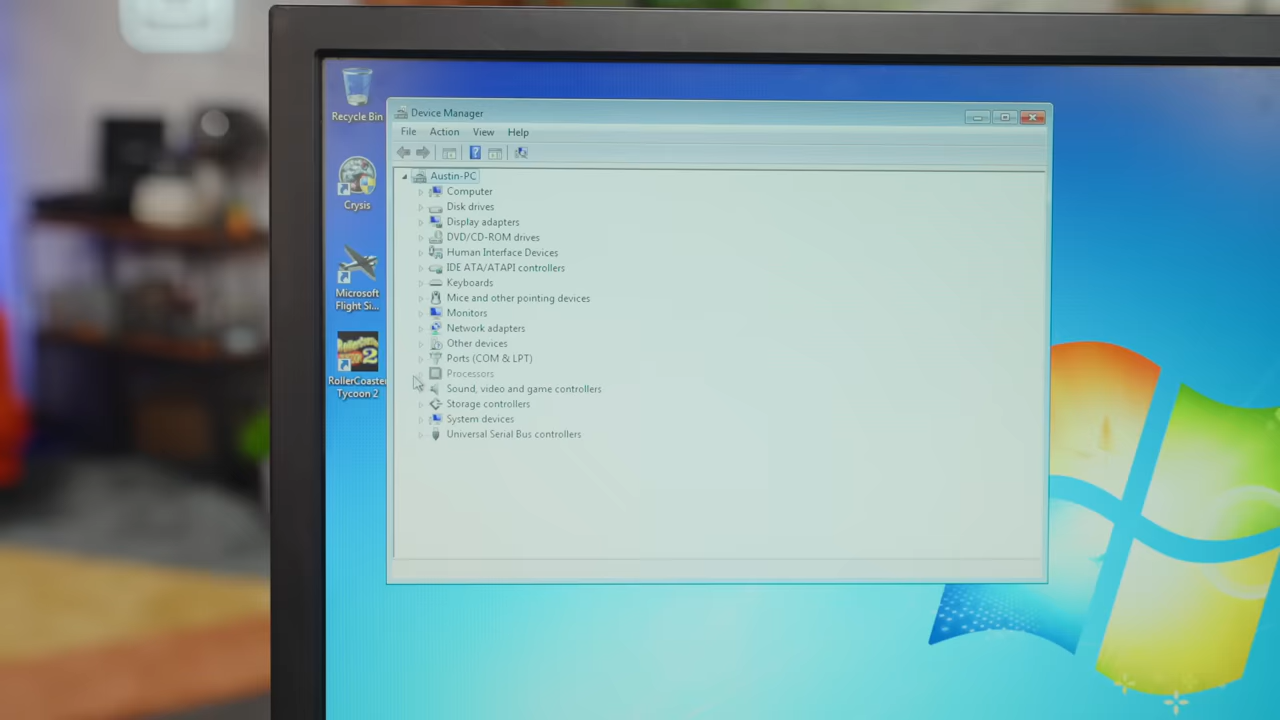 Recycle Bin
Crysis
Microsoft
Flight Si...
RollerCoaster
Tycoon 2
Device Manager
File Action View Help
Austin-PC
Computer
Disk drives
Display adapters
DVD/CD-ROM drives
Human Interface Devices
IDE ATA/ATAPI controllers
Keyboards
Mice and other pointing devices
Monitors
Network adapters
Other devices
Ports (COM & LPT)
Processors
Sound, video and game controllers
Storage controllers
System devices
Universal Serial Bus controllers